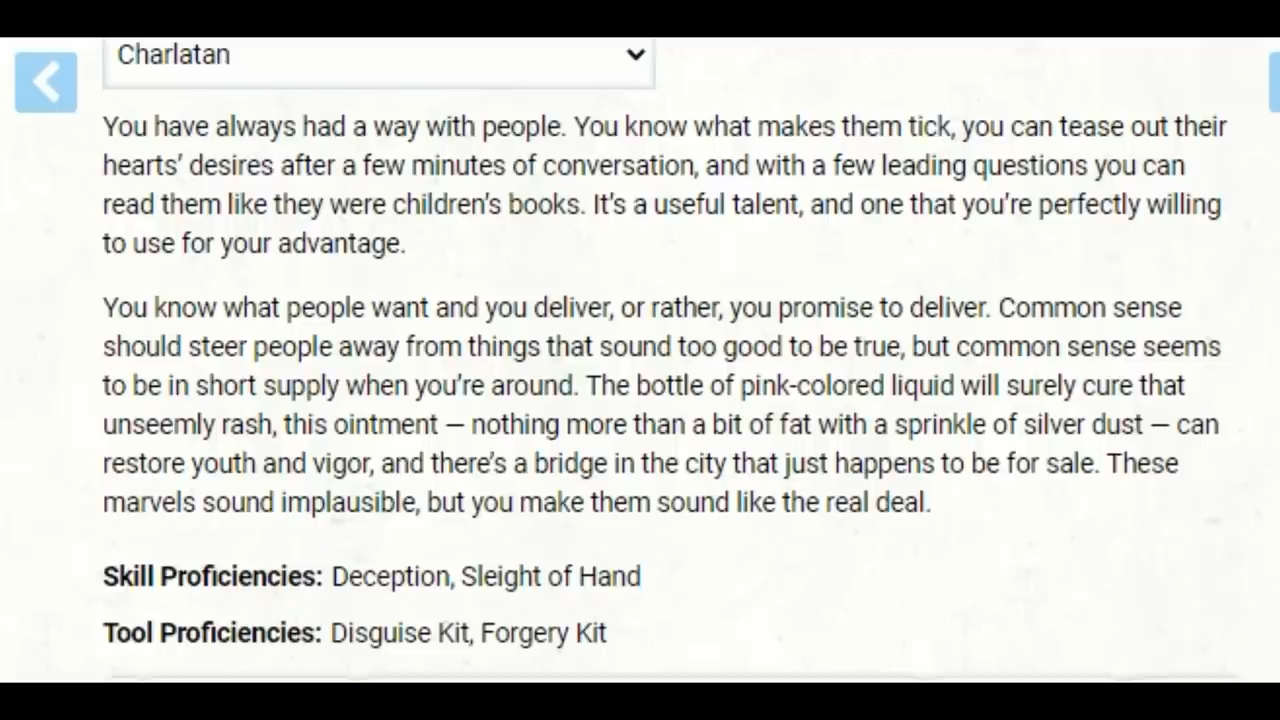 Charlatan
You have always had a way with people. You know what makes them tick, you can tease out their
hearts’ desires after a few minutes of conversation, and with a few leading questions you can
read them like they were children’s books. It’s a useful talent, and one that you’re perfectly willing
to use for your advantage.
You know what people want and you deliver, or rather, you promise to deliver. Common sense
should steer people away from things that sound too good to be true, but common sense seems
to be in short supply when you’re around. The bottle of pink-colored liquid will surely cure that
unseemly rash, this ointment — nothing more than a bit of fat with a sprinkle of silver dust — can
restore youth and vigor, and there’s a bridge in the city that just happens to be for sale. These
marvels sound implausible, but you make them sound like the real deal.
Skill Proficiencies: Deception, Sleight of Hand
Tool Proficiencies: Disguise Kit, Forgery Kit